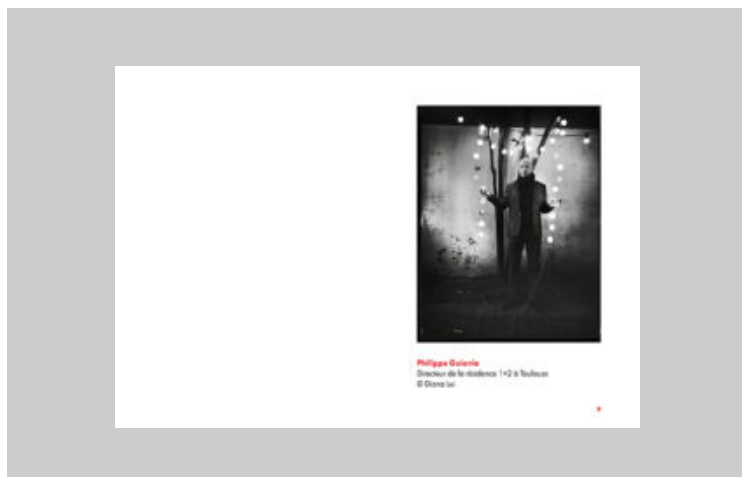 Philippe Guionie
Directeur de la résidence 1+2 à Toulouse
© Diana Lui